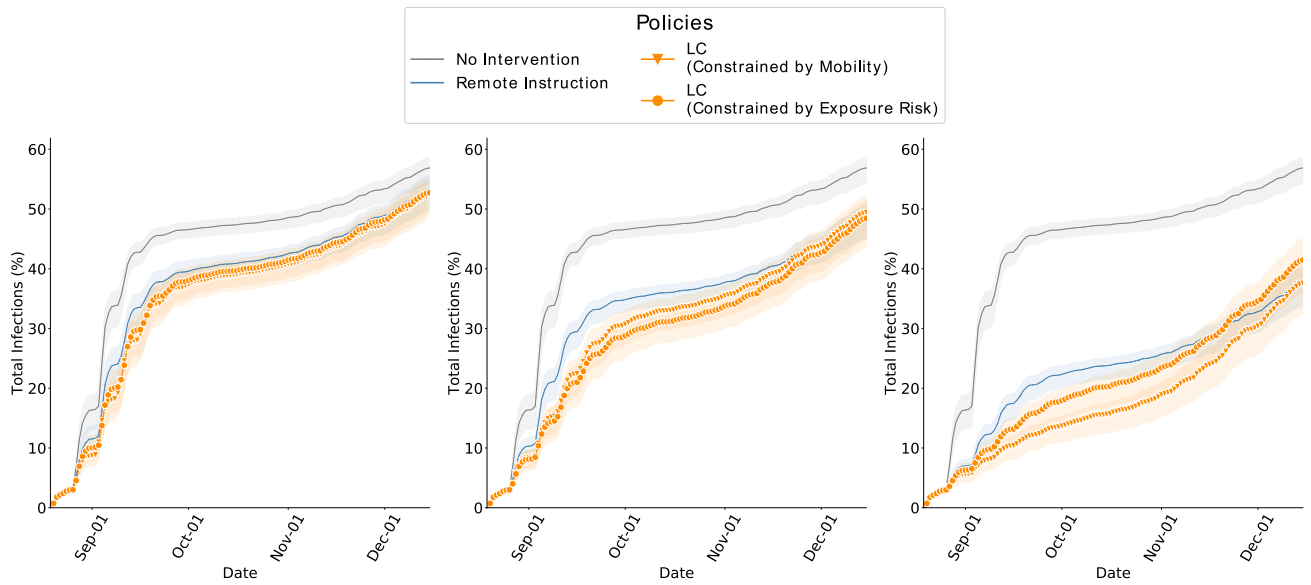 Policies
No Intervention
Remote Instruction
LC
(Constrained by Mobility)
LC
(Constrained by Exposure Risk)
Total Infections (%)
60
50
40
30
20
10
0
Sep-01
Oct-01
Nov-01
Dec-01
Date
Total Infections (%)
60
50
40
30
20
10
0
Sep-01
Oct-01
Nov-01
Dec-01
Date
Total Infections (%)
60
50
40
30
20
10
0
Sep-01
Oct-01
Nov-01
Dec-01
Date